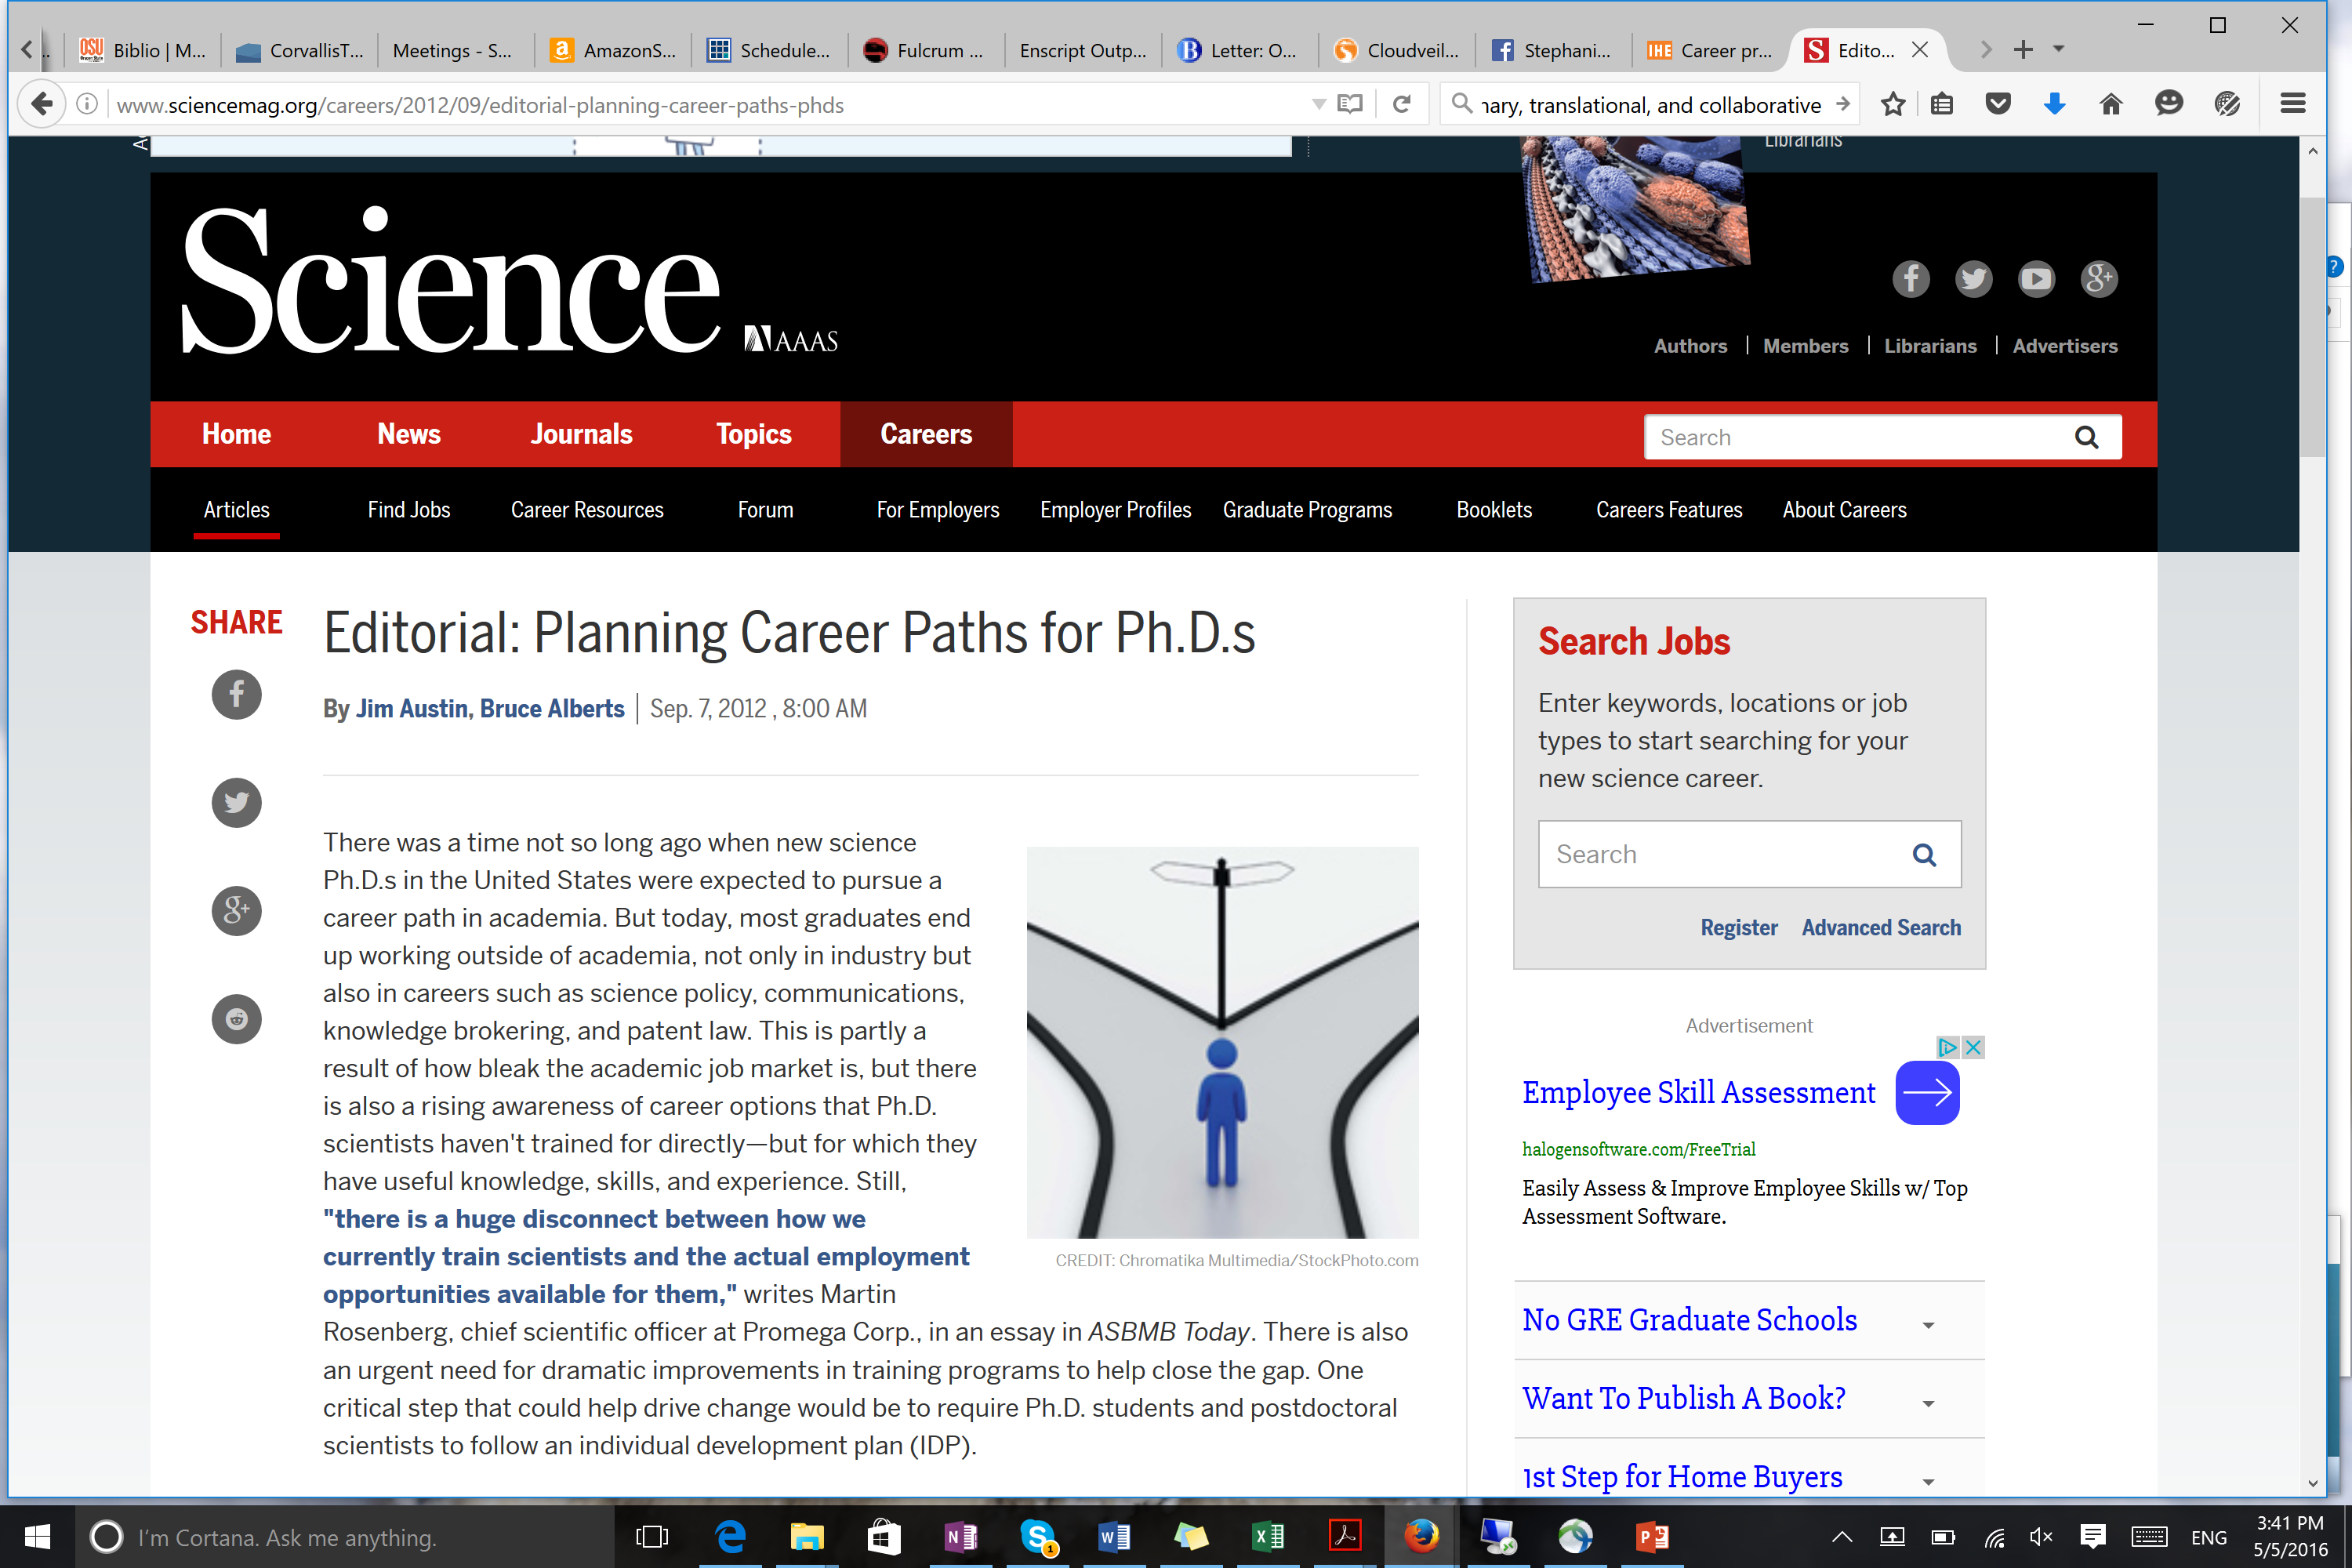 Biblio | M...
CorvallisT...
Meetings - S...
AmazonS...
Schedule...
Fulcrum ...
Enscript Outp...
Letter: O...
Cloudveil...
Stephani...
IHE
Career pr...
Edito...
www.sciencemag.org/careers/2012/09/editorial-planning-career-paths-phds
nary, translational, and collaborative
Librarians
Science
AAAS
Authors | Members | Librarians | Advertisers
Home News Journals Topics Careers
Search
Articles Find Jobs Career Resources Forum For Employers Employer Profiles Graduate Programs Booklets Careers Features About Careers
SHARE
Editorial: Planning Career Paths for Ph.D.s
By Jim Austin, Bruce Alberts | Sep. 7, 2012 , 8:00 AM
There was a time not so long ago when new science
Ph.D.s in the United States were expected to pursue a
career path in academia. But today, most graduates end
up working outside of academia, not only in industry but
also in careers such as science policy, communications,
knowledge brokering, and patent law. This is partly a
result of how bleak the academic job market is, but there
is also a rising awareness of career options that Ph.D.
scientists haven't trained for directly—but for which they
have useful knowledge, skills, and experience. Still,
"there is a huge disconnect between how we
currently train scientists and the actual employment
opportunities available for them," writes Martin
Rosenberg, chief scientific officer at Promega Corp., in an essay in ASBMB Today. There is also
an urgent need for dramatic improvements in training programs to help close the gap. One
critical step that could help drive change would be to require Ph.D. students and postdoctoral
scientists to follow an individual development plan (IDP).
CREDIT: Chromatika Multimedia/StockPhoto.com
Search Jobs
Enter keywords, locations or job
types to start searching for your
new science career.
Search
Register Advanced Search
Advertisement
Employee Skill Assessment
halogensoftware.com/FreeTrial
Easily Assess & Improve Employee Skills w/ Top
Assessment Software.
No GRE Graduate Schools
Want To Publish A Book?
1st Step for Home Buyers
I'm Cortana. Ask me anything.
ENG
3:41 PM
5/5/2016